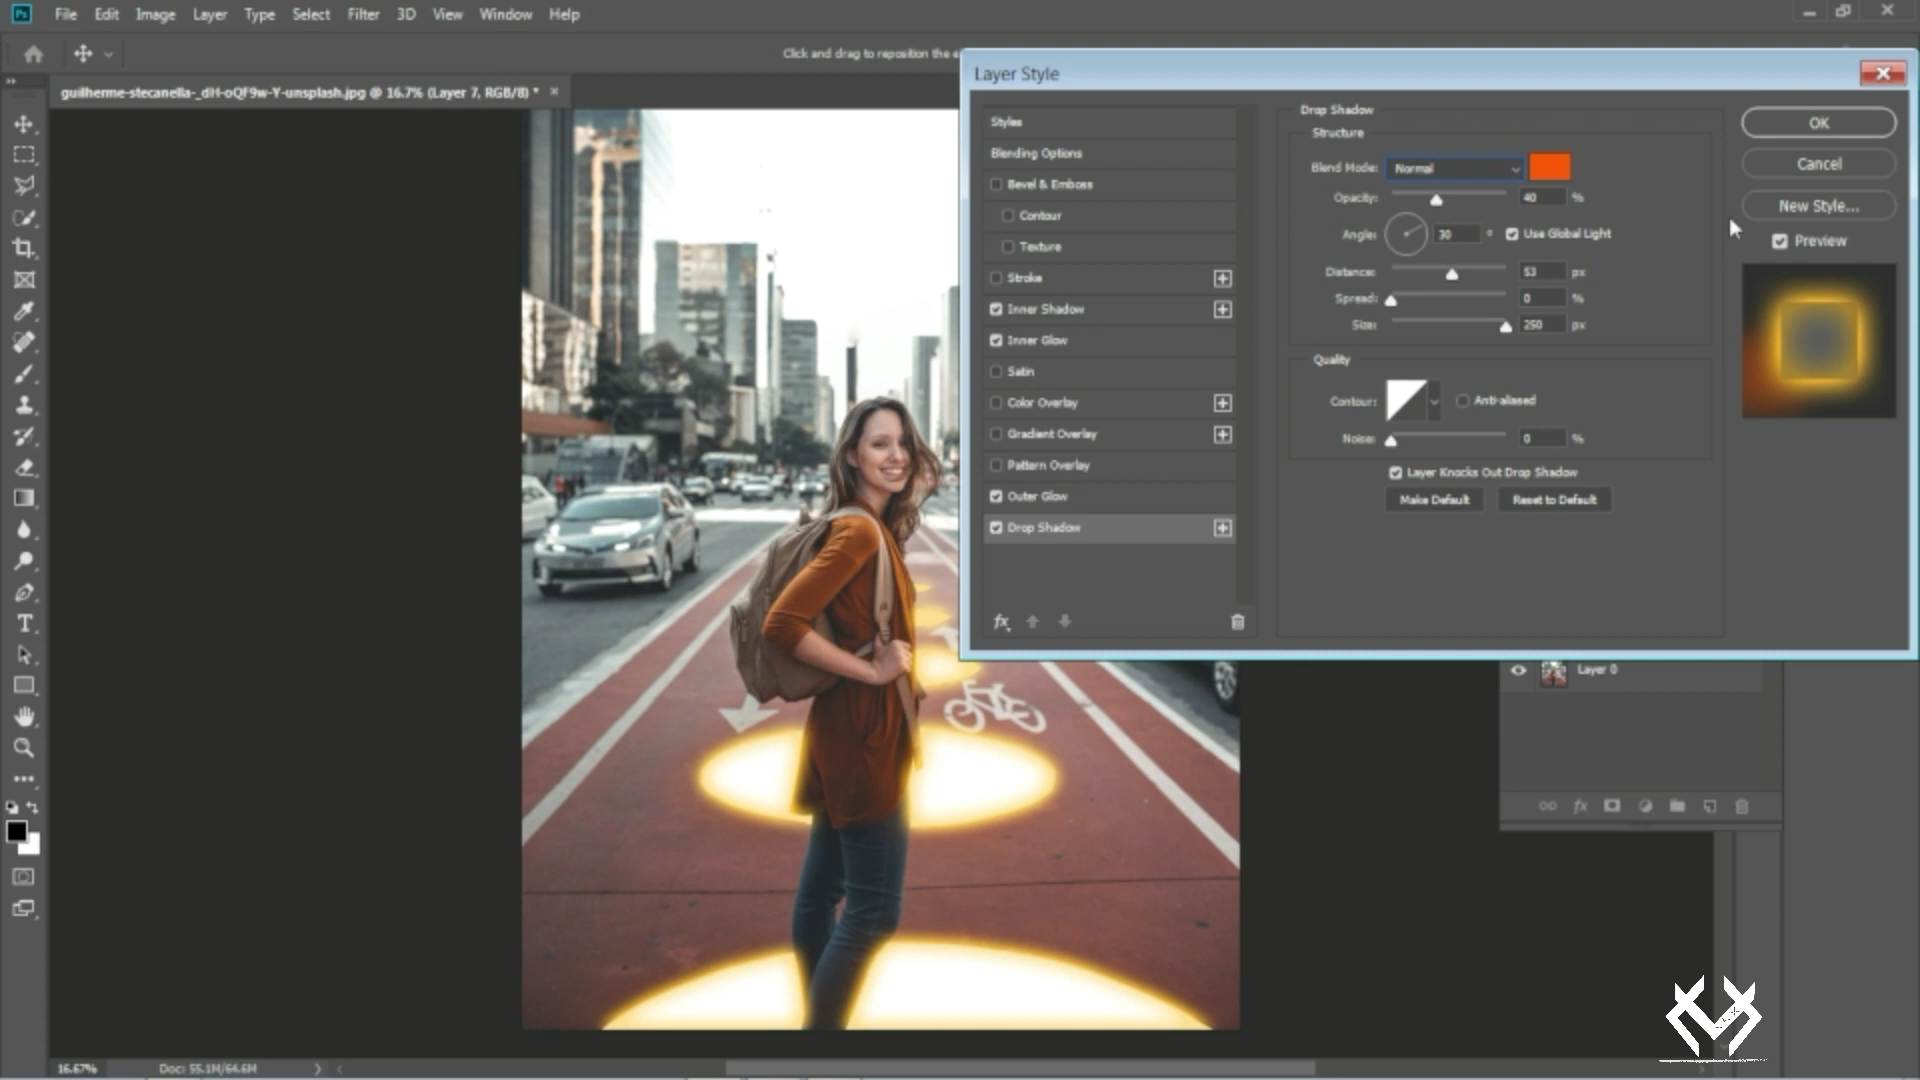 Ps File Edit Image Layer Type Select Filter 3D View Window Help
Click and drag to reposition the e
guilherme-stecanella-_dH-oQF9w-Y-unsplash.jpg @ 16.7% (Layer 7, RGB/8) *
Layer Style
Styles
Blending Options
Bevel & Emboss
Contour
Texture
Stroke
Inner Shadow
Inner Glow
Satin
Color Overlay
Gradient Overlay
Pattern Overlay
Outer Glow
Drop Shadow
fx
Drop Shadow
Structure
Blend Mode: Normal
Opacity: 40 %
Angle: 30 ° Use Global Light
Distance: 53 px
Spread: 0 %
Size: 250 px
Quality
Contour: Anti-aliased
Noise: 0 %
Layer Knocks Out Drop Shadow
Make Default Reset to Default
OK
Cancel
New Style...
Preview
Layer 0
fx
16.67% Doc: 55.1M/64.6M